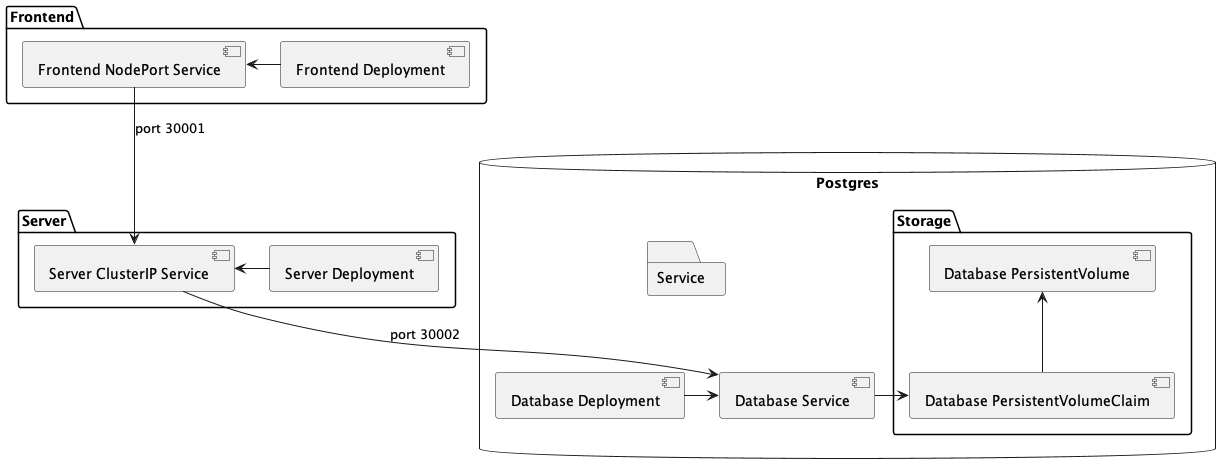 Frontend
Frontend NodePort Service
Frontend Deployment
port 30001
Postgres
Server
Storage
Server ClusterIP Service
Server Deployment
Service
Database PersistentVolume
port 30002
Database Deployment
Database Service
Database PersistentVolumeClaim